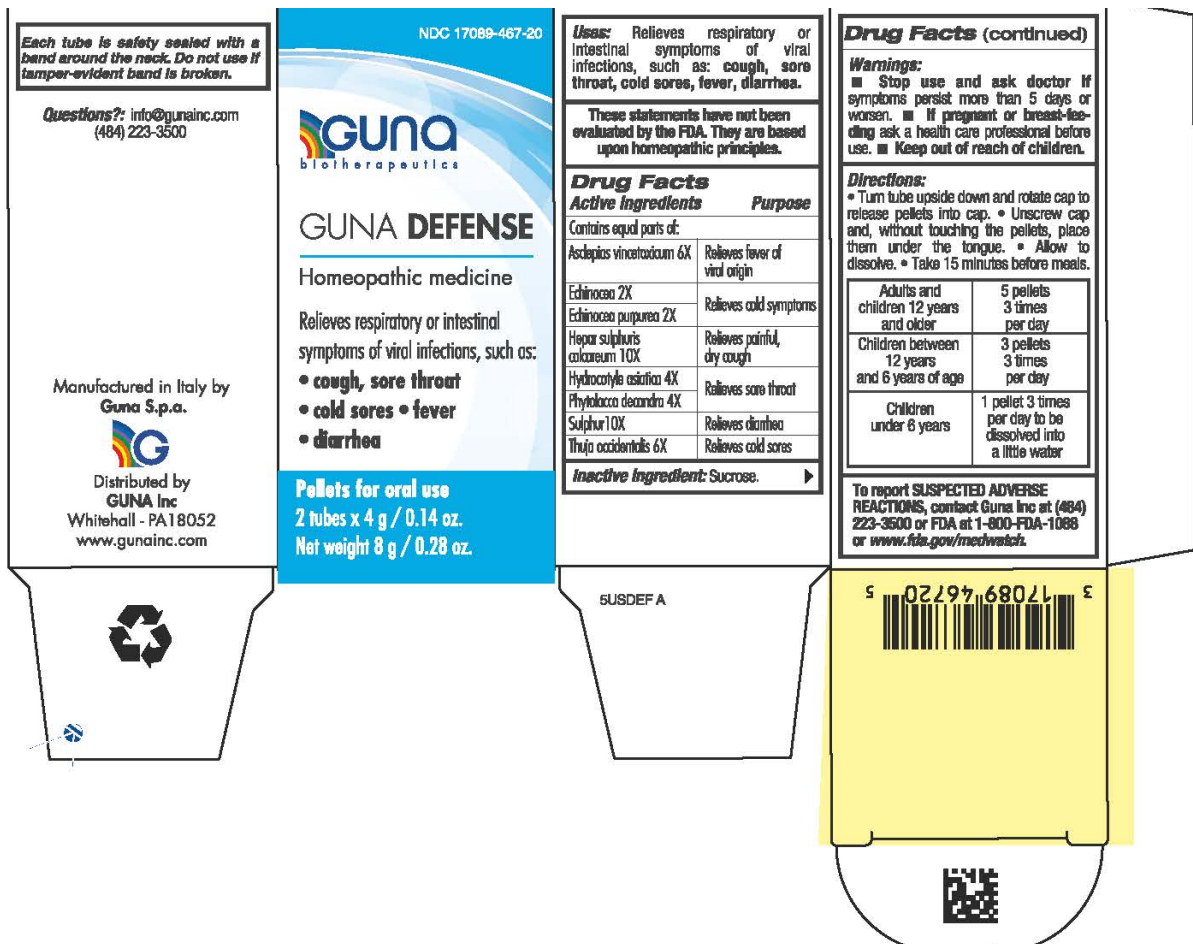 Each tube is safety sealed with a
band around the neck. Do not use if
tamper-evident band is broken.
Questions?: info@gunainc.com
(484) 223-3500
Manufactured in Italy by
Guna S.p.a.
G
Distributed by
GUNA Inc
Whitehall - PA18052
www.gunainc.com
NDC 17089-467-20
GUNA
biotherapeutics
GUNA DEFENSE
Homeopathic medicine
Relieves respiratory or intestinal
symptoms of viral infections, such as:
• cough, sore throat
• cold sores • fever
• diarrhea
Pellets for oral use
2 tubes x 4 g / 0.14 oz.
Net weight 8 g / 0.28 oz.
Uses: Relieves respiratory or
intestinal symptoms of viral
infections, such as: cough, sore
throat, cold sores, fever, diarrhea.
These statements have not been
evaluated by the FDA. They are based
upon homeopathic principles.
Drug Facts
Active Ingredients Purpose
Contains equal parts of:
Asclepias vincetoxicum 6X Relieves fever of
viral origin
Echinacea 2X
Relieves cold symptoms
Echinacea purpurea 2X
Hepar sulphuris Relieves painful,
calcareum 10X dry cough
Hydrocotyle asiatica 4X
Relieves sore throat
Phytolacca decandra 4X
Sulphur10X Relieves diarrhea
Thuja occidentalis 6X Relieves cold sores
Inactive Ingredient: Sucrose.
5USDEF A
Drug Facts (continued)
Warnings:
■ Stop use and ask doctor if
symptoms persist more than 5 days or
worsen. ■ If pregnant or breast-fee-
ding ask a health care professional before
use. ■ Keep out of reach of children.
Directions:
• Turn tube upside down and rotate cap to
release pellets into cap. • Unscrew cap
and, without touching the pellets, place
them under the tongue. • Allow to
dissolve. • Take 15 minutes before meals.
Adults and 5 pellets
children 12 years 3 times
and older per day
Children between 3 pellets
12 years 3 times
and 6 years of age per day
Children 1 pellet 3 times
under 6 years per day to be
dissolved into
a little water
To report SUSPECTED ADVERSE
REACTIONS, contact Guna Inc at (484)
223-3500 or FDA at 1-800-FDA-1088
or www.fda.gov/medwatch.
3 17089 46720 5